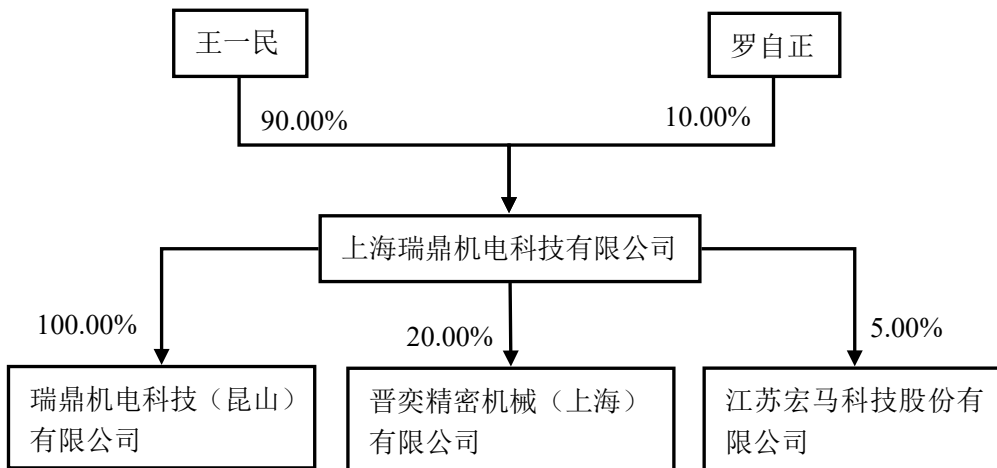 王一民
罗自正
90.00%
10.00%
上海瑞鼎机电科技有限公司
100.00%
20.00%
5.00%
瑞鼎机电科技（昆山）
有限公司
晋奕精密机械（上海）
有限公司
江苏宏马科技股份有
限公司